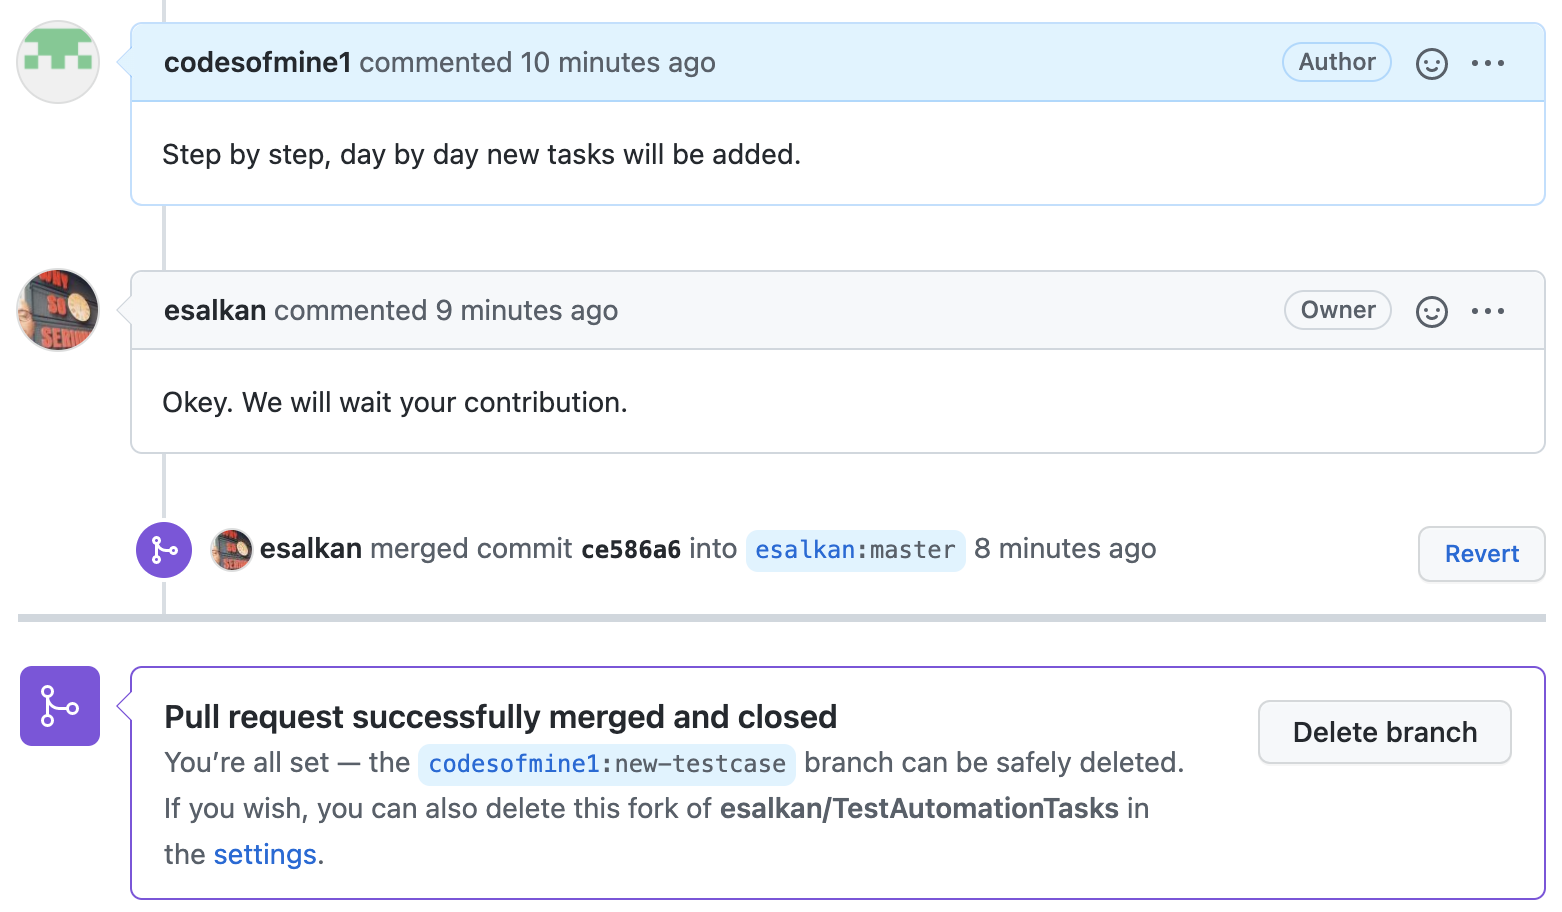 codesofmine1 commented 10 minutes ago Author
Step by step, day by day new tasks will be added.
WHY
SO
esalkan commented 9 minutes ago Owner
Okey. We will wait your contribution.
esalkan merged commit ce586a6 into esalkan:master 8 minutes ago Revert
Pull request successfully merged and closed
Delete branch
You’re all set — the codesofmine1:new-testcase branch can be safely deleted.
If you wish, you can also delete this fork of esalkan/TestAutomationTasks in
the settings.